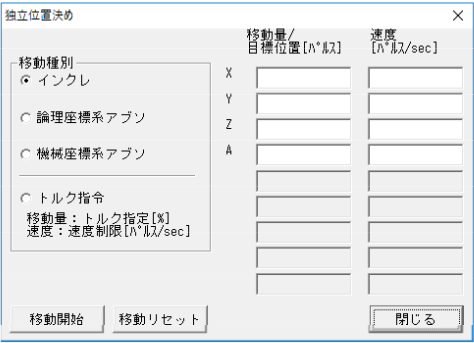 独立位置決め
移動量/
目標位置[ﾊﾟﾙｽ]
速度
[ﾊﾟﾙｽ/sec]
移動種別
インクレ
論理座標系アブソ
機械座標系アブソ
トルク指令
移動量：トルク指定[%]
速度：速度制限[ﾊﾟﾙｽ/sec]
X
Y
Z
A
移動開始
移動リセット
閉じる